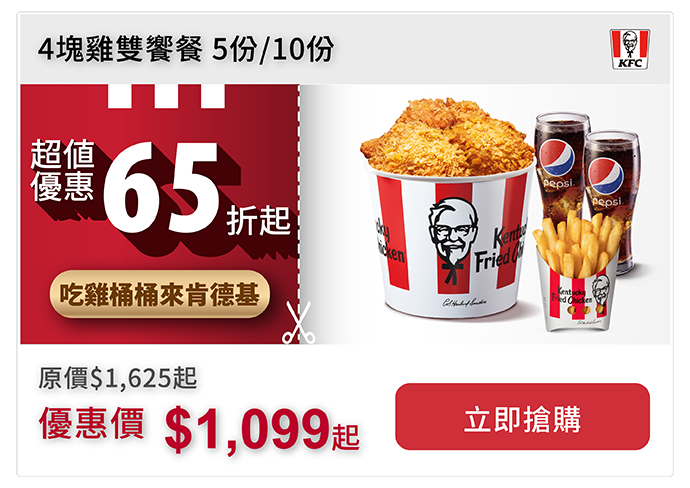 4塊雞雙饗餐 5份/10份
KFC
超值
優惠
65
折起
吃雞桶桶來肯德基
pepsi
pepsi
Kentucky
Fried Chicken
原價$1,625起
優惠價 $1,099起
立即搶購